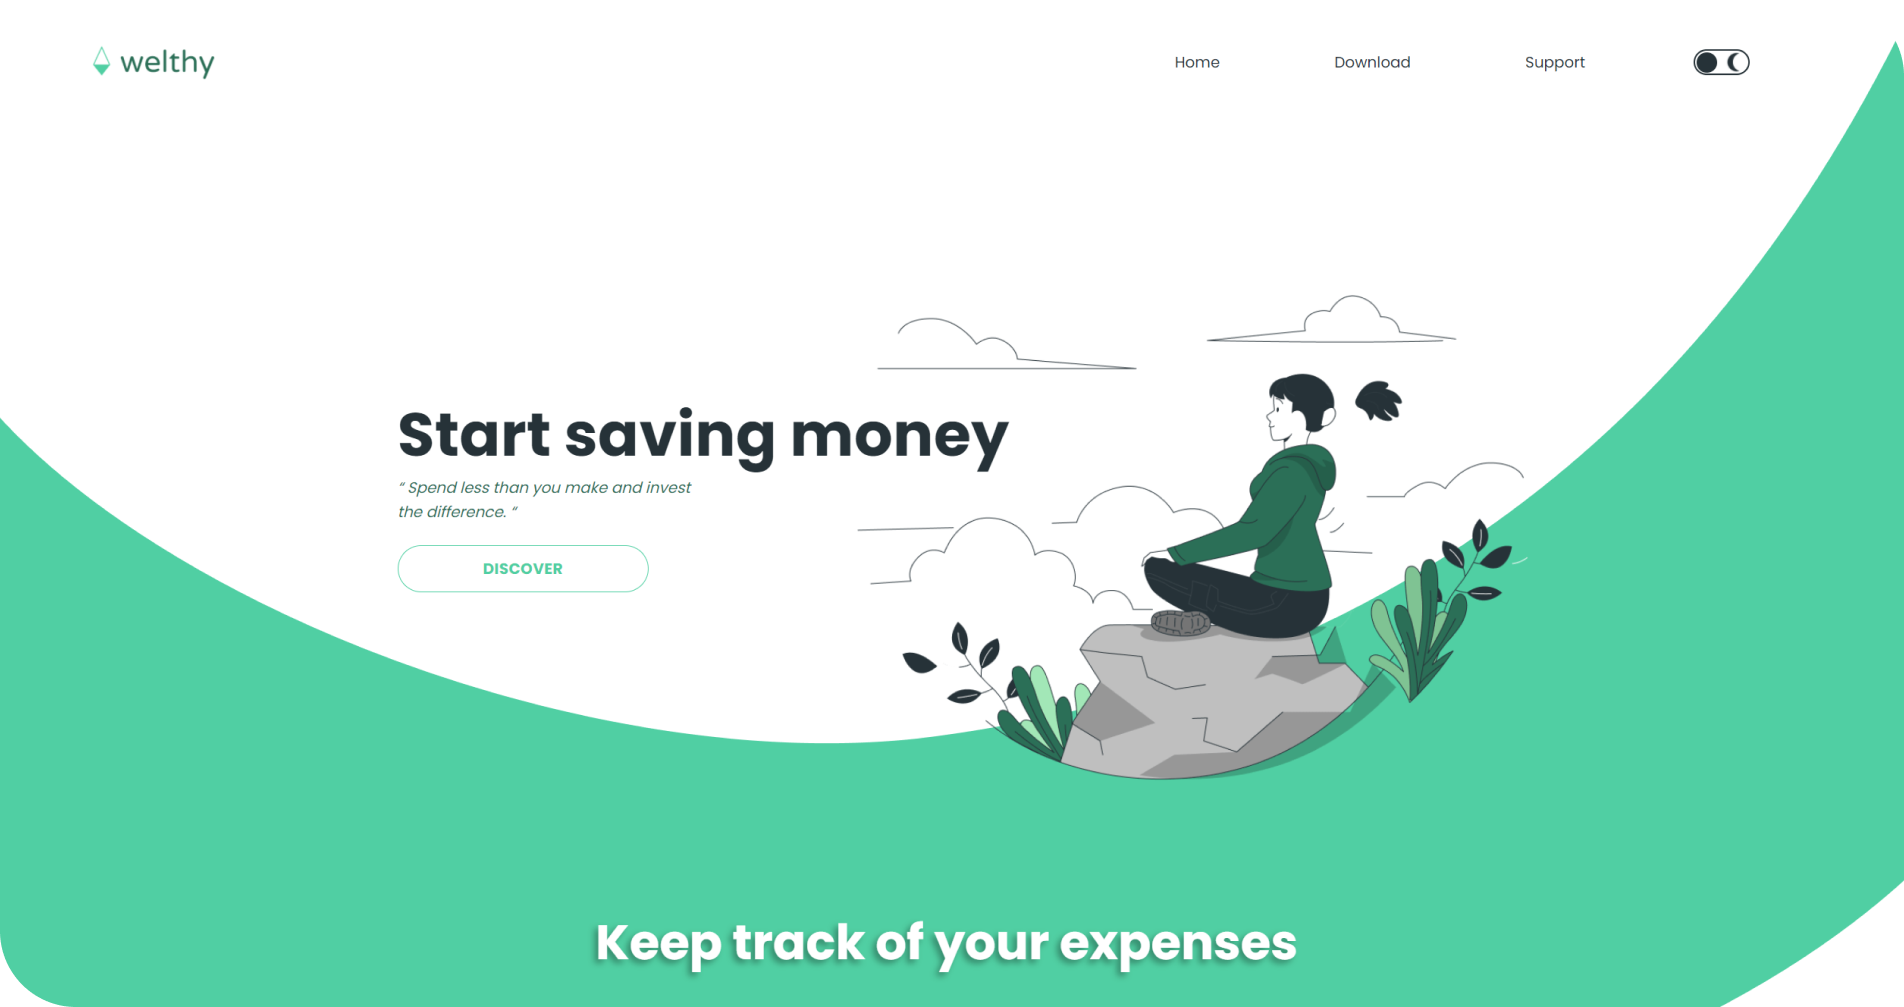 welthy
Home
Download
Support
Start saving money
“ Spend less than you make and invest
the difference. “
DISCOVER
Keep track of your expenses